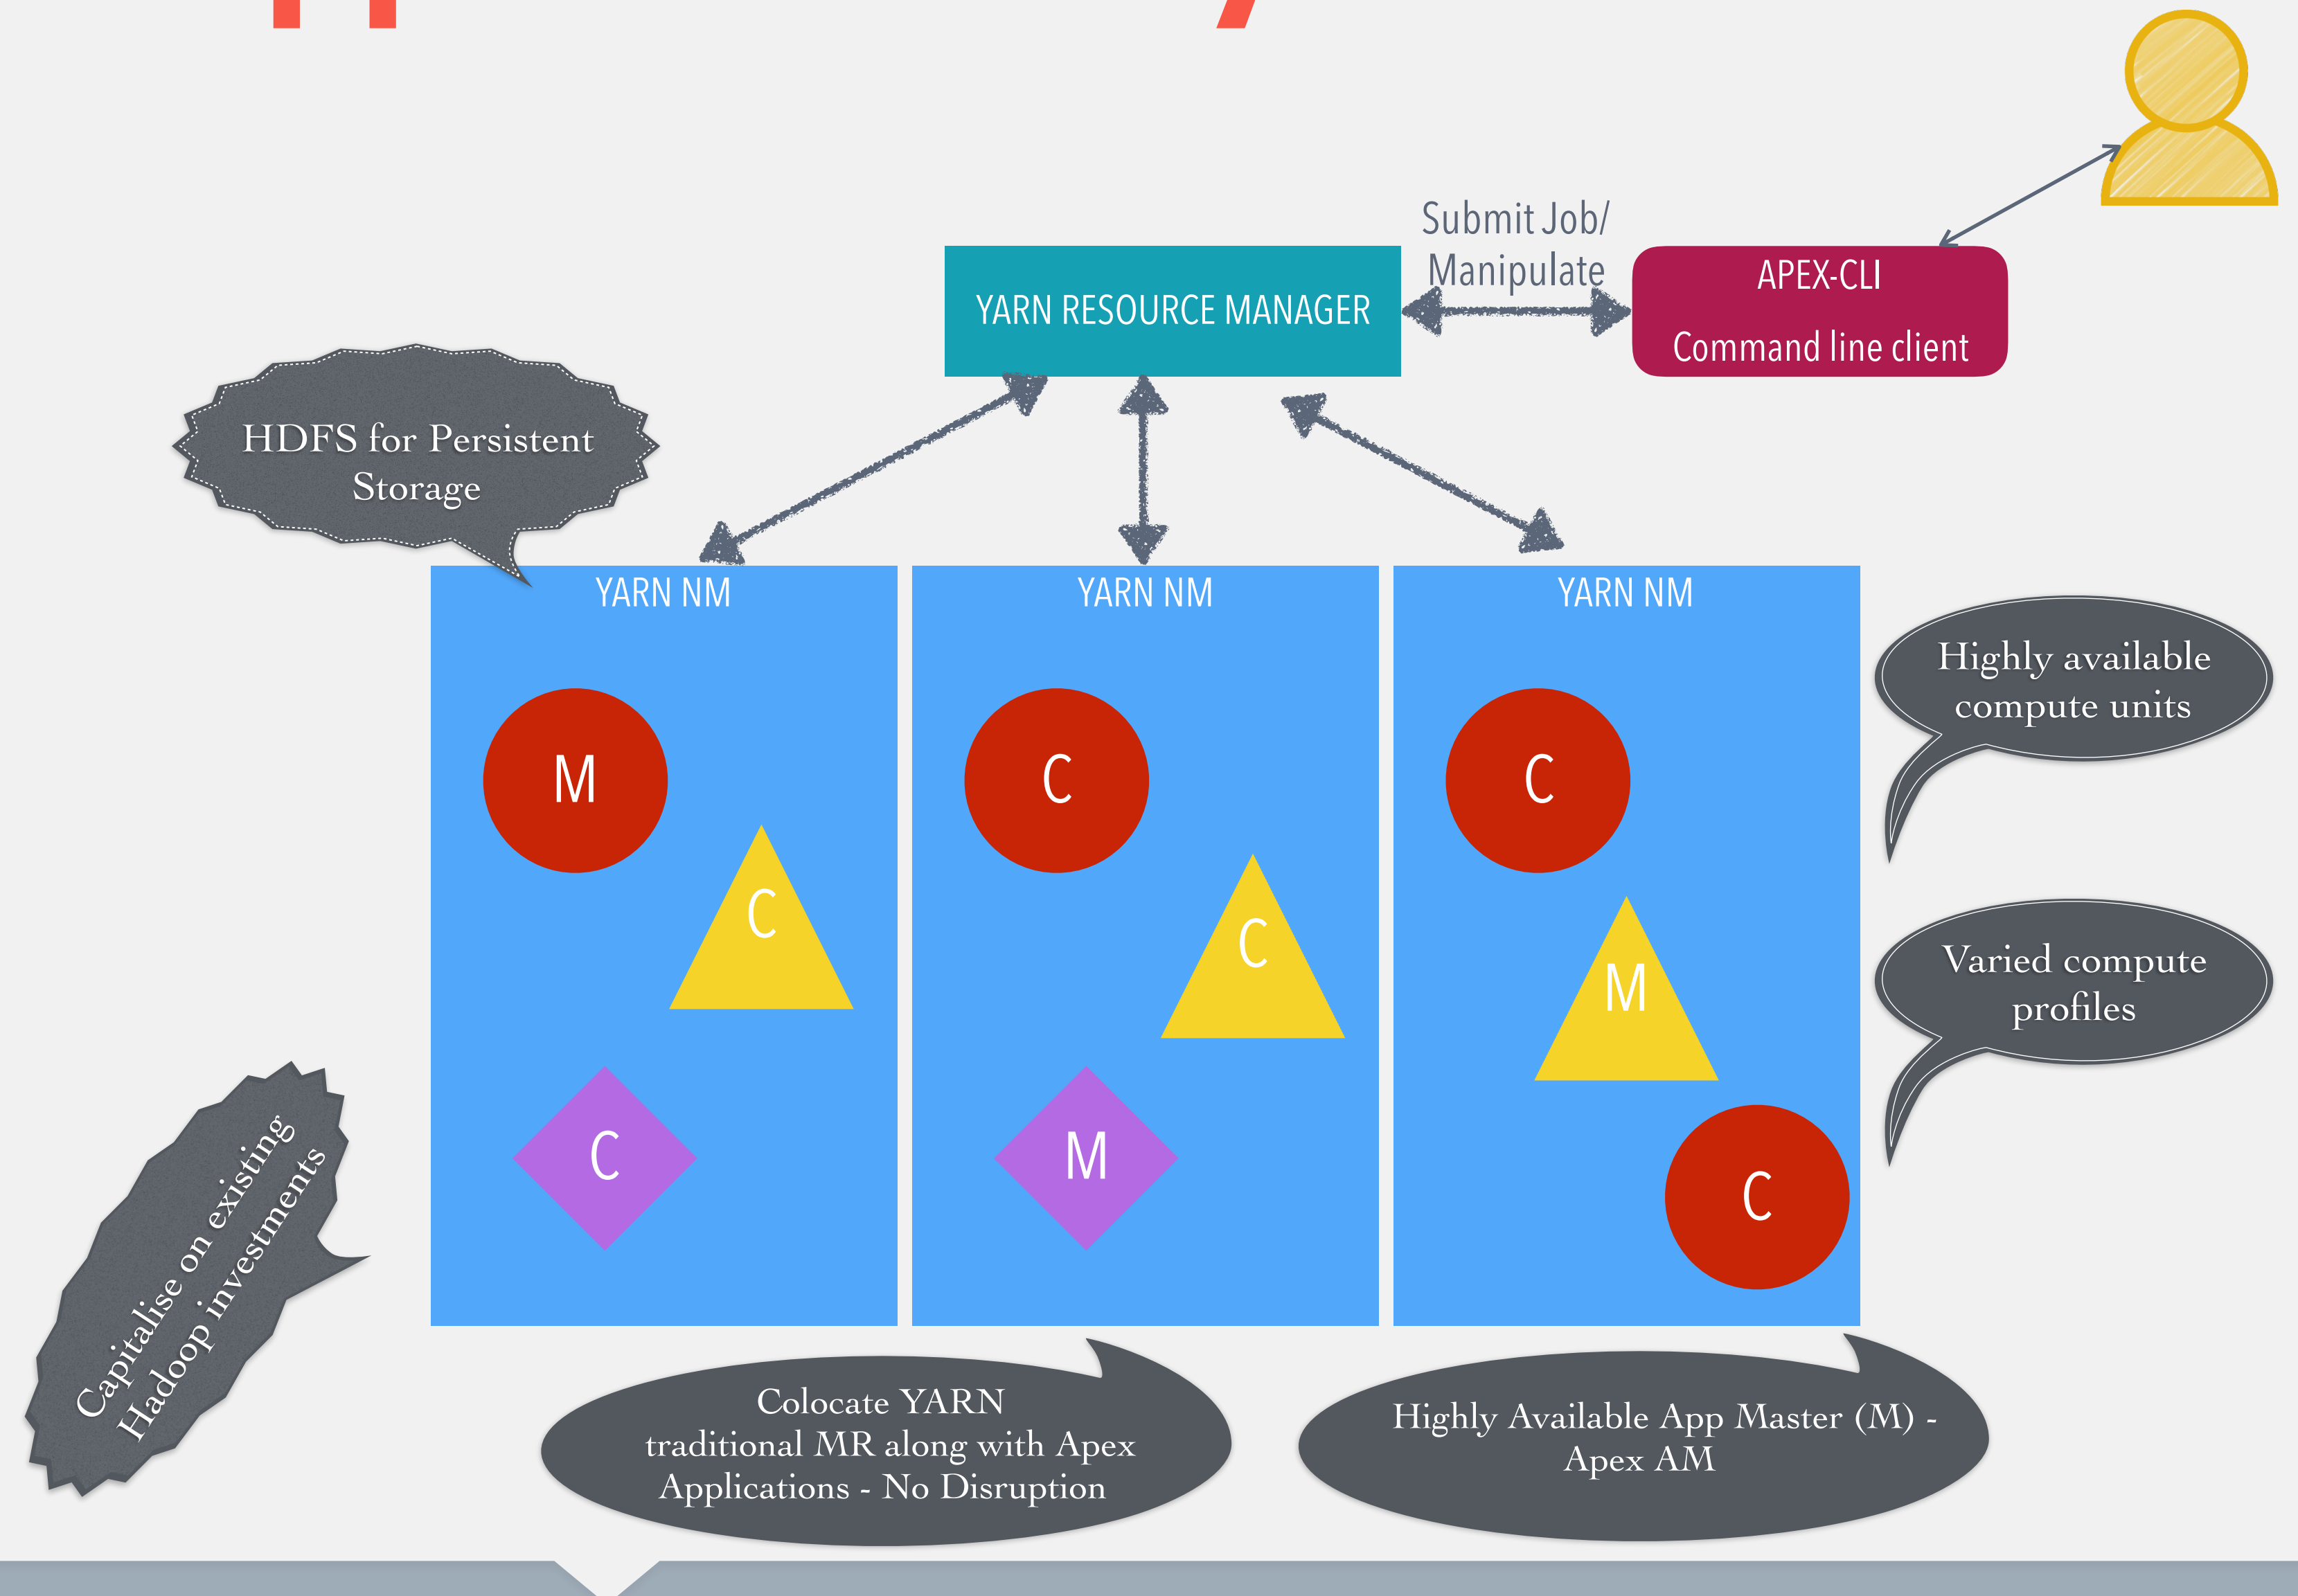 Submit Job/
Manipulate
YARN RESOURCE MANAGER
APEX-CLI
Command line client
HDFS for Persistent
Storage
YARN NM
YARN NM
YARN NM
Highly available
compute units
M
C
C
C
C
M
Varied compute
profiles
C
M
C
Capitalise on existing
Hadoop investments
Colocate YARN
traditional MR along with Apex
Applications - No Disruption
Highly Available App Master (M) -
Apex AM